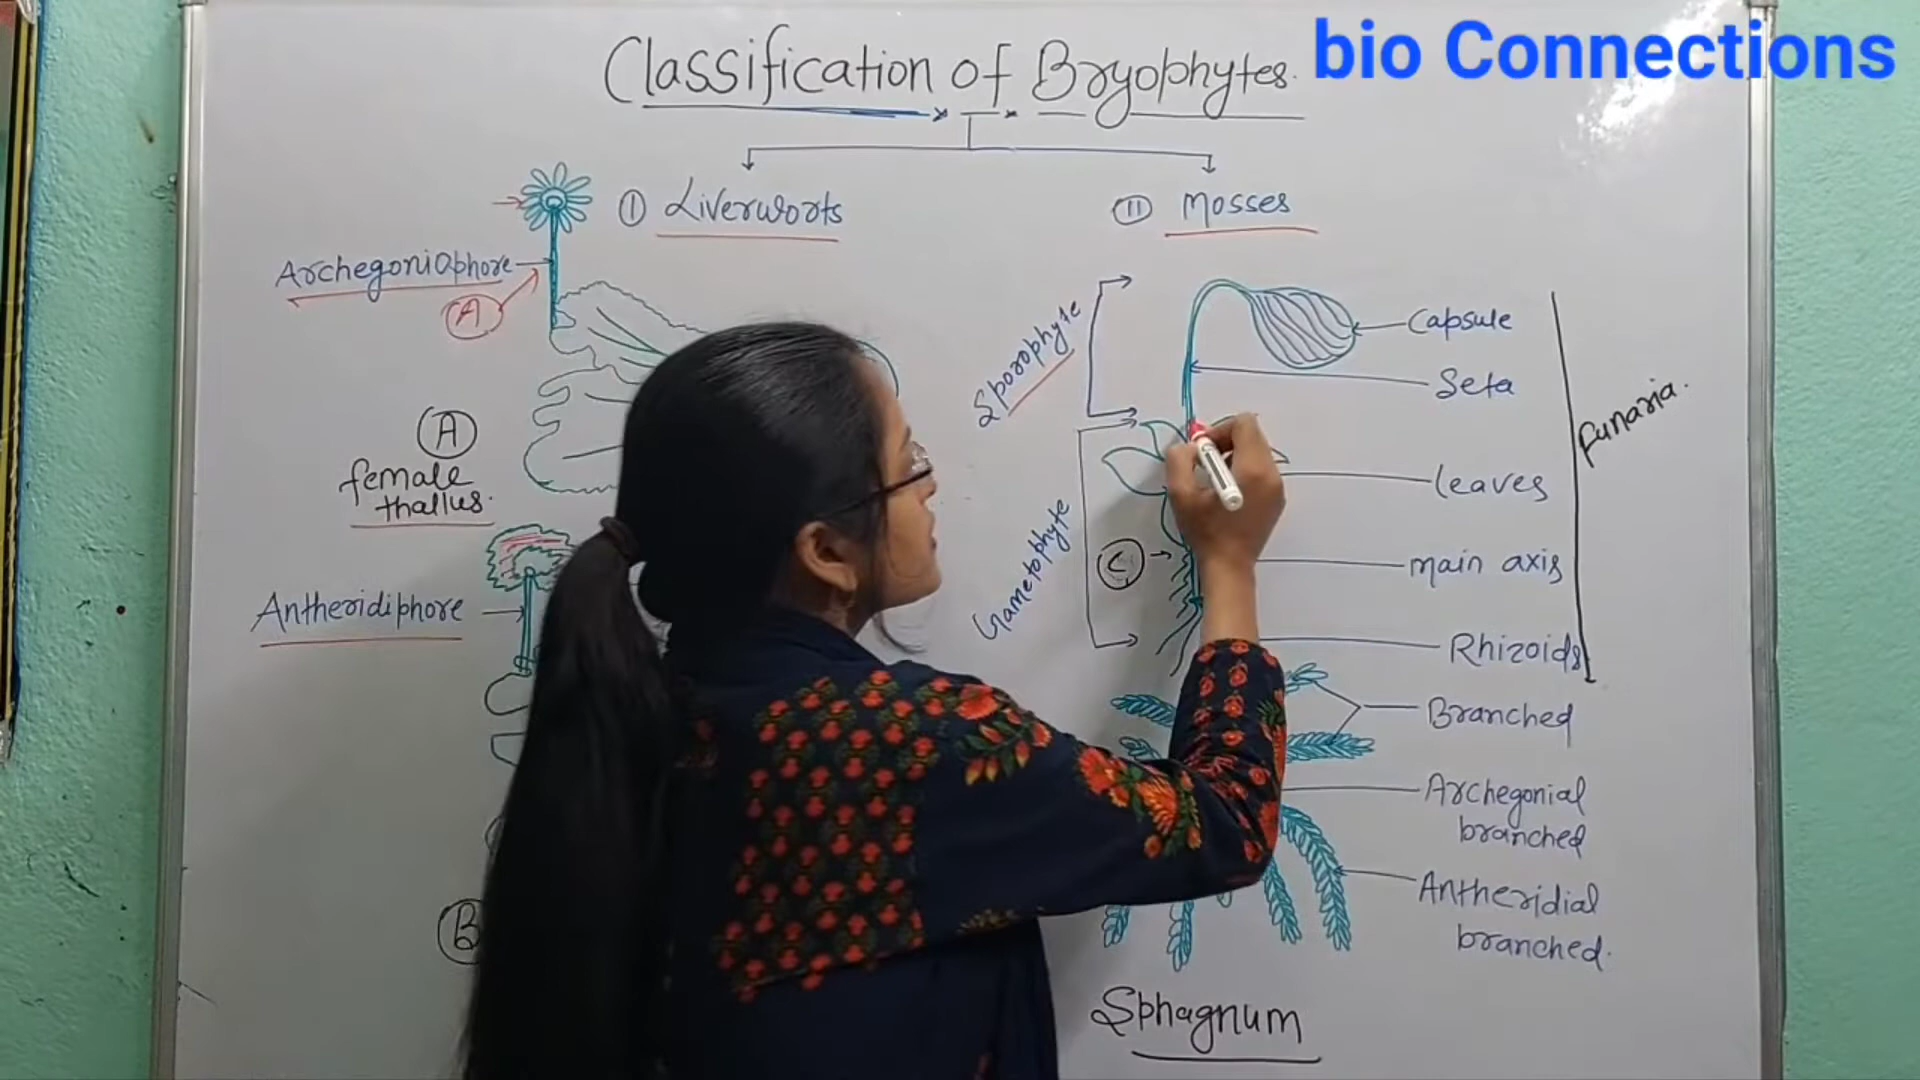 bio Connections
Classification of Bryophytes.
I Liverworts
II Mosses
Archegoniophore
A
A
female
thallus.
Antheridiphore
B
Sporophyte
Gametophyte
C
Capsule
Seta
leaves
main axis
Rhizoids
funaria.
Branched
Archegonial
branched
Antheridial
branched.
Sphagnum